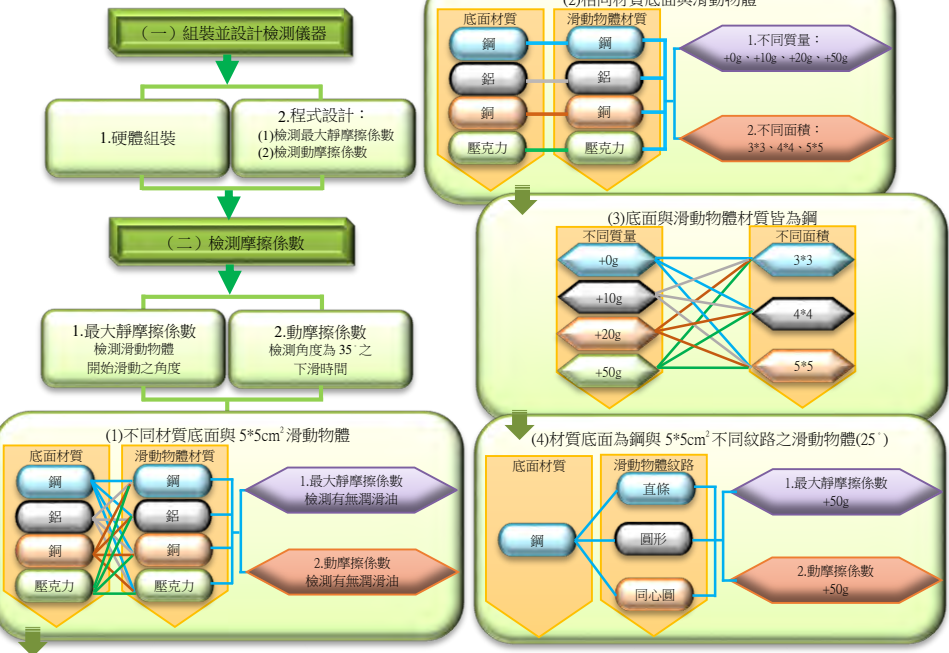 （一）組裝並設計檢測儀器
1.硬體組裝
2.程式設計：
(1)檢測最大靜摩擦係數
(2)檢測動摩擦係數
（二）檢測摩擦係數
1.最大靜摩擦係數
檢測滑動物體
開始滑動之角度
2.動摩擦係數
檢測角度為 35°之
下滑時間
(1)不同材質底面與 5*5cm² 滑動物體
底面材質
鋼
鋁
銅
壓克力
滑動物體材質
鋼
鋁
銅
壓克力
1.最大靜摩擦係數
檢測有無潤滑油
2.動摩擦係數
檢測有無潤滑油
(2)相同材質底面與滑動物體
底面材質
鋼
鋁
銅
壓克力
滑動物體材質
鋼
鋁
銅
壓克力
1.不同質量：
+0g、+10g、+20g、+50g
2.不同面積：
3*3、4*4、5*5
(3)底面與滑動物體材質皆為鋼
不同質量
+0g
+10g
+20g
+50g
不同面積
3*3
4*4
5*5
(4)材質底面為鋼與 5*5cm² 不同紋路之滑動物體(25°)
底面材質
鋼
滑動物體紋路
直條
圓形
同心圓
1.最大靜摩擦係數
+50g
2.動摩擦係數
+50g